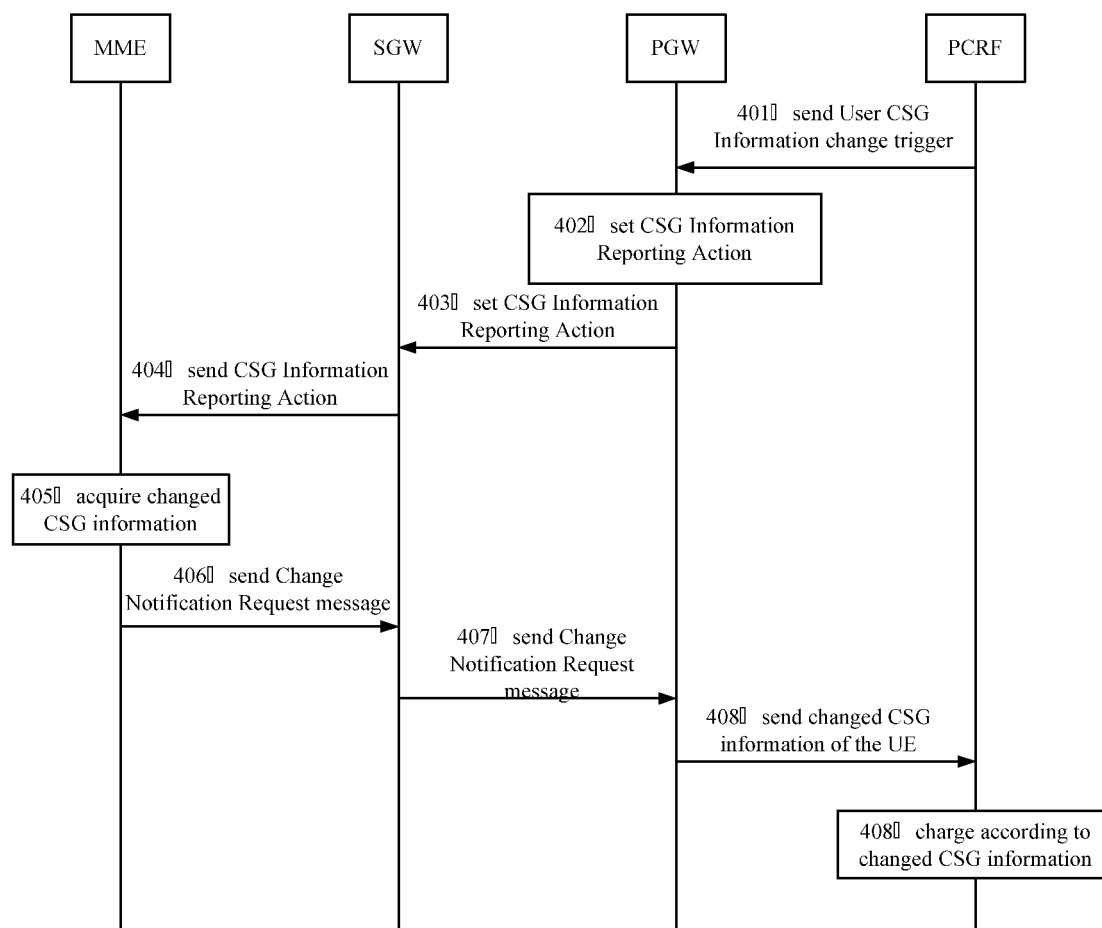 MME
SGW
PGW
PCRF
401▯ send User CSG
Information change trigger
402▯ set CSG Information
Reporting Action
403▯ set CSG Information
Reporting Action
404▯ send CSG Information
Reporting Action
405▯ acquire changed
CSG information
406▯ send Change
Notification Request message
407▯ send Change
Notification Request
message
408▯ send changed CSG
information of the UE
408▯ charge according to
changed CSG information